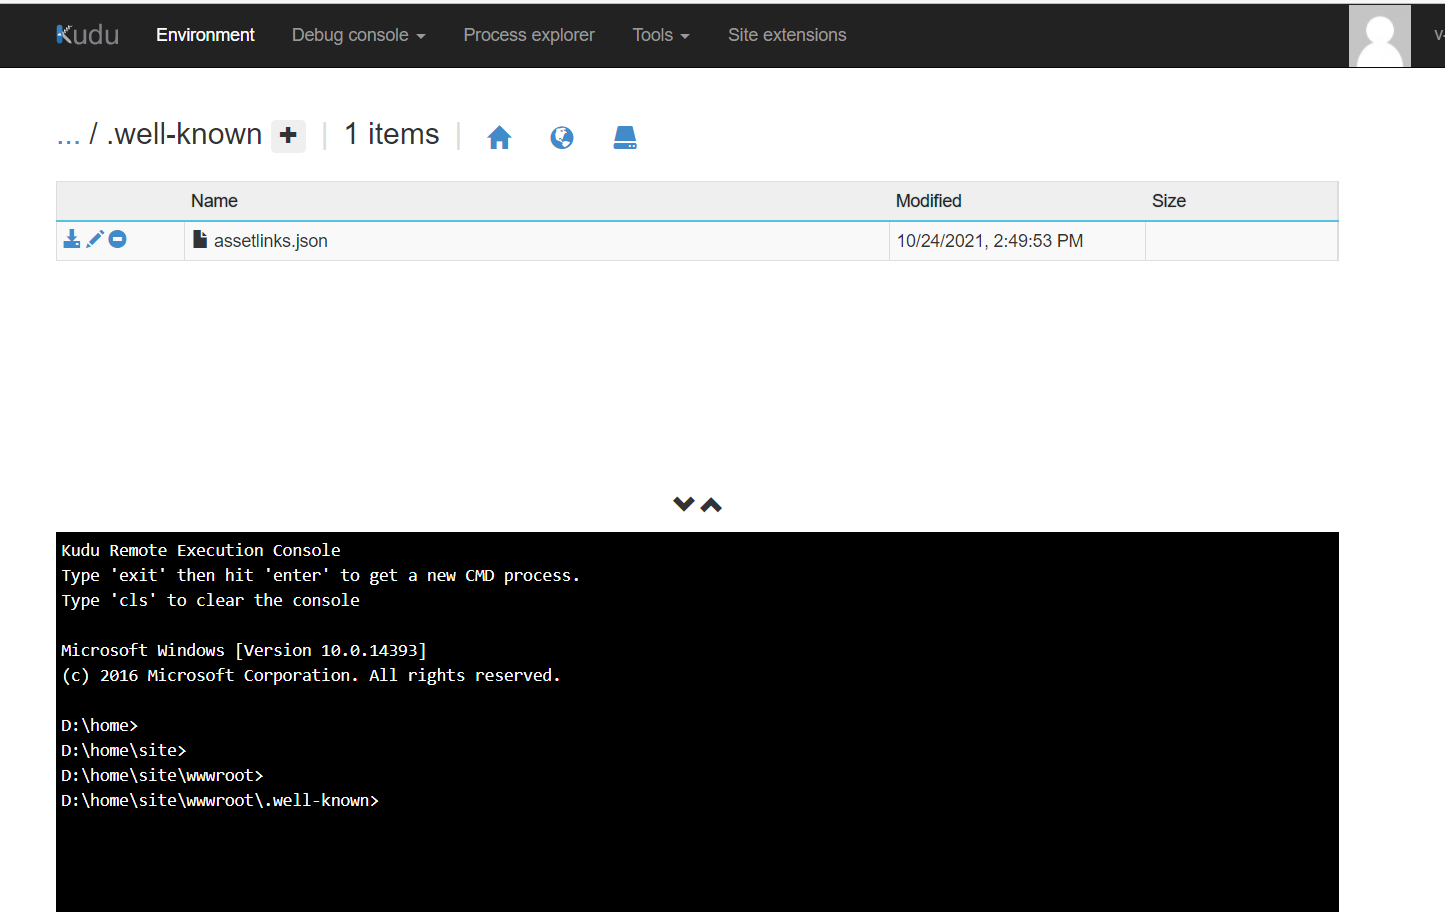 Kudu Environment Debug console Process explorer Tools Site extensions v-
... / .well-known + | 1 items |
Name Modified Size
assetlinks.json 10/24/2021, 2:49:53 PM
Kudu Remote Execution Console
Type 'exit' then hit 'enter' to get a new CMD process.
Type 'cls' to clear the console
Microsoft Windows [Version 10.0.14393]
(c) 2016 Microsoft Corporation. All rights reserved.
D:\home>
D:\home\site>
D:\home\site\wwwroot>
D:\home\site\wwwroot\.well-known>